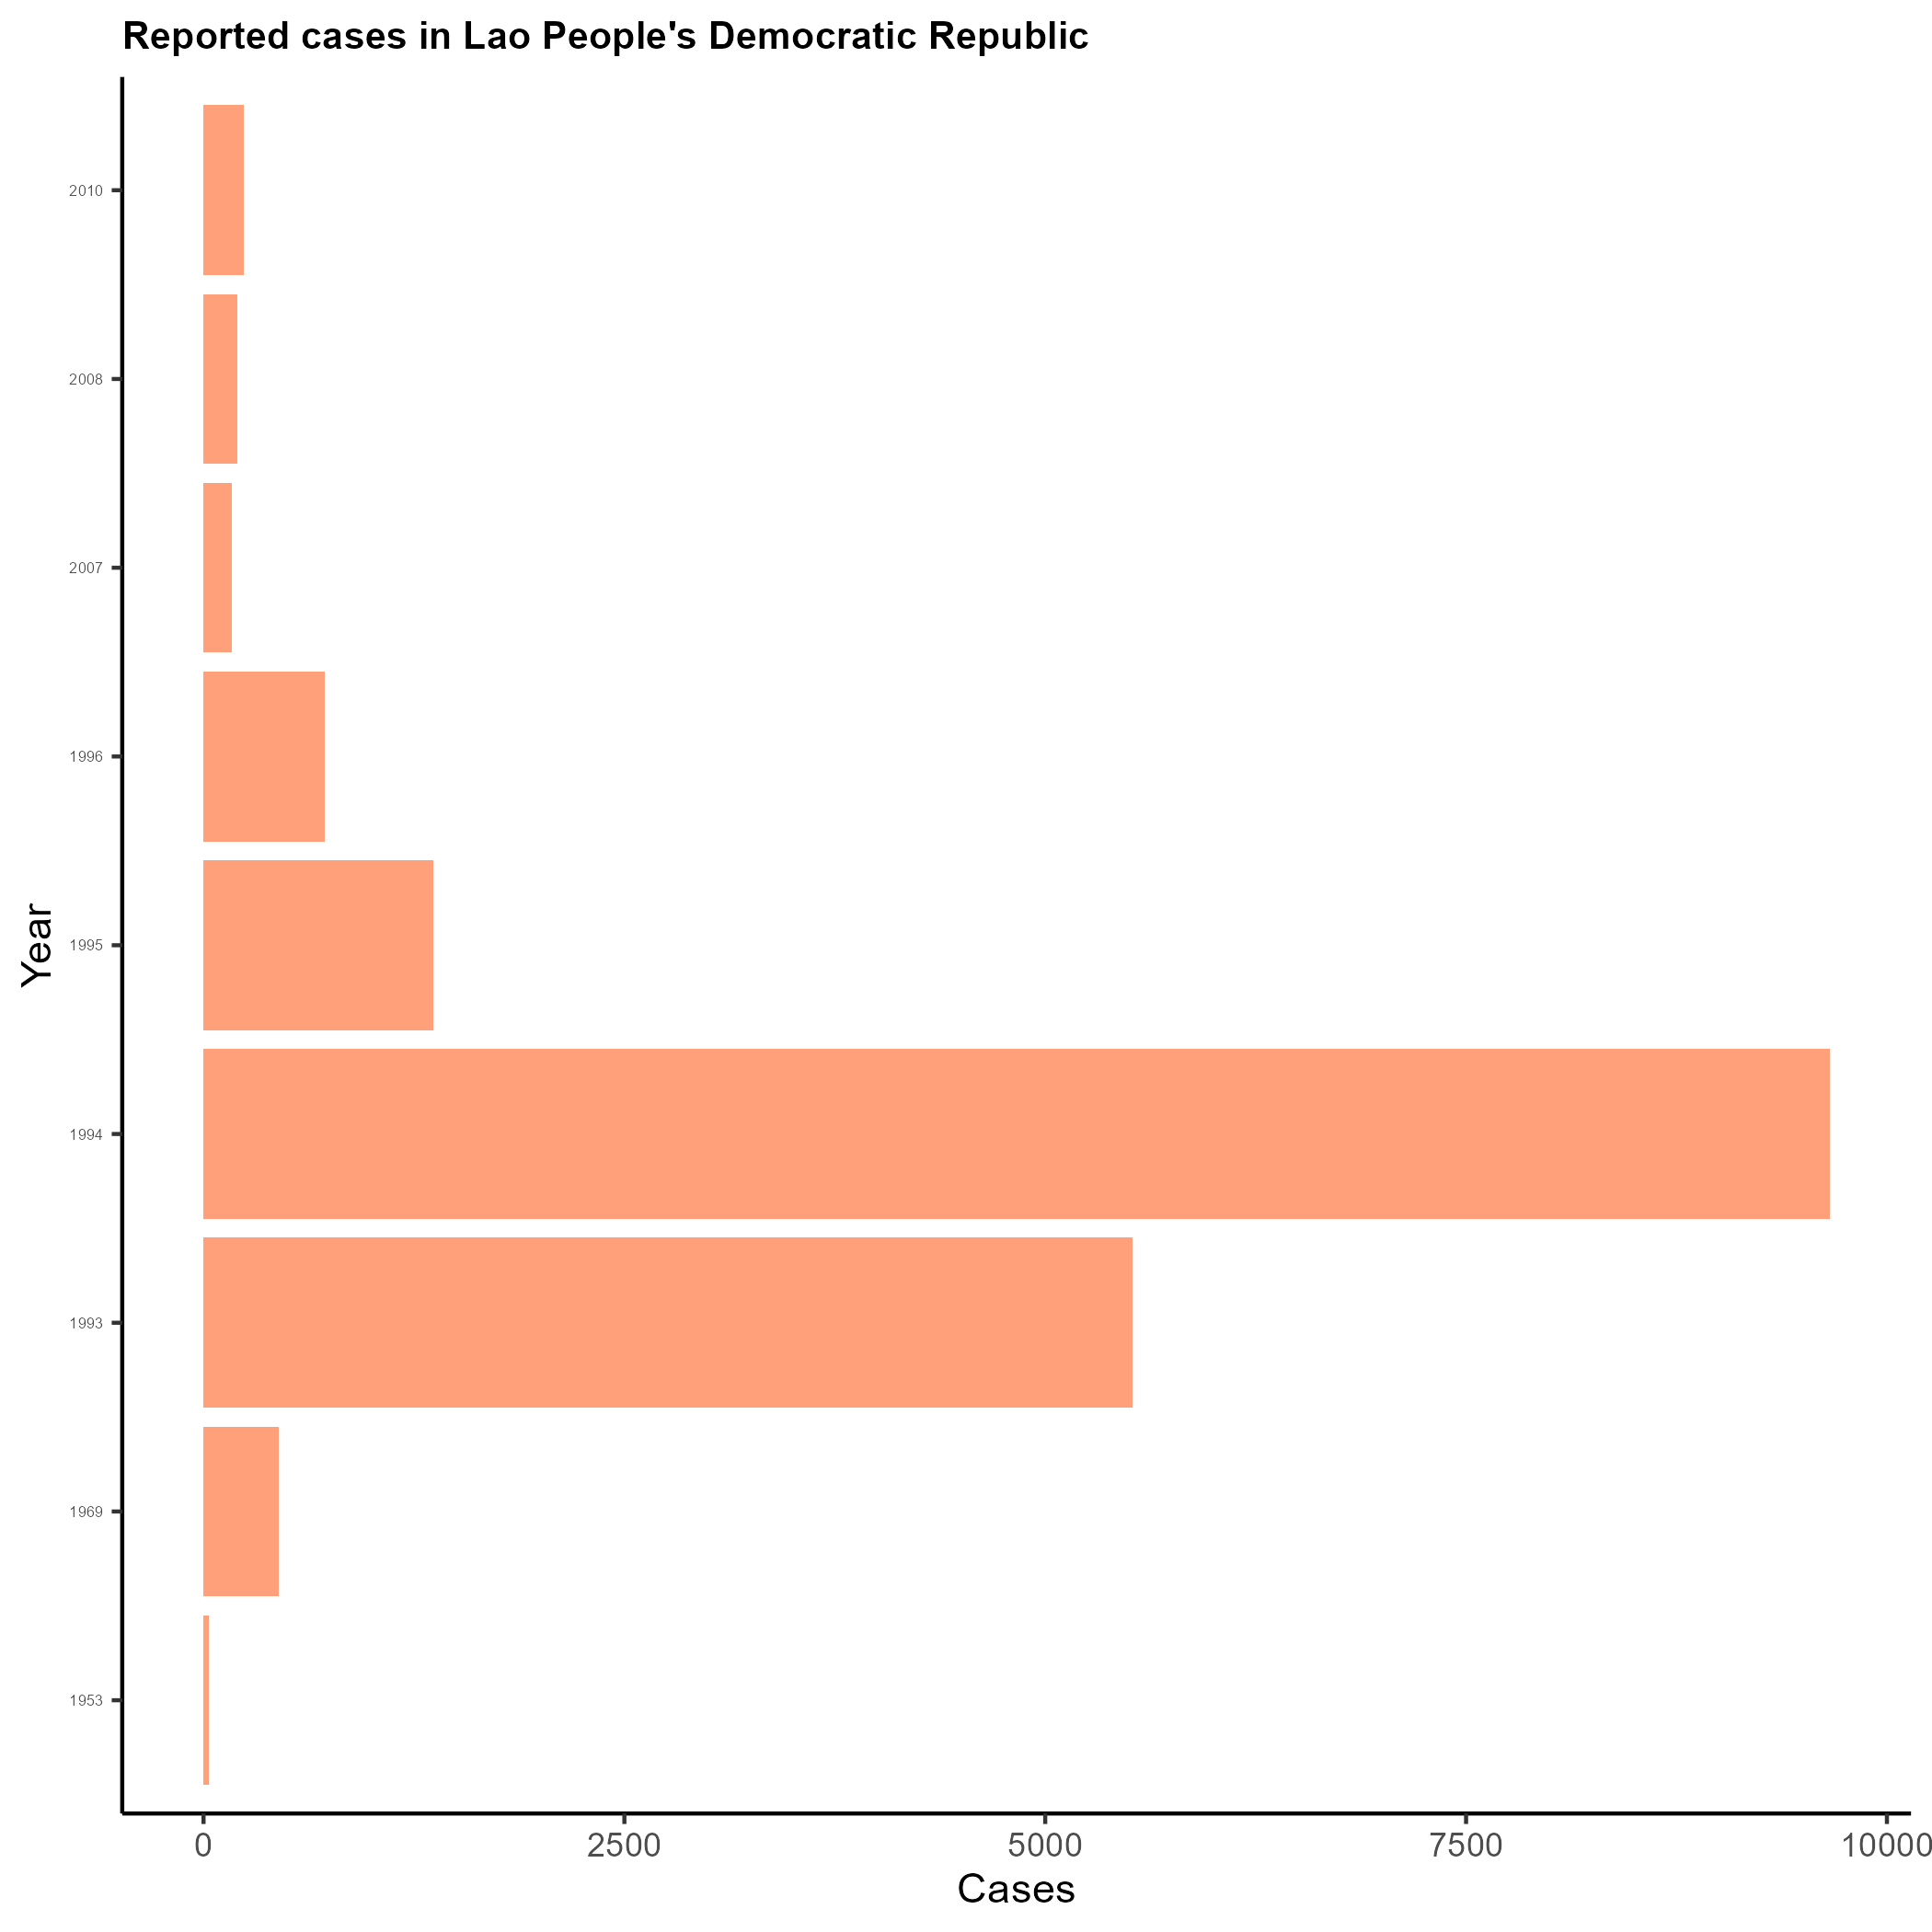 Reported cases in Lao People's Democratic Republic
2010
2008
2007
1996
1995
1994
1993
1969
1953
Year
0 2500 5000 7500 10000
Cases